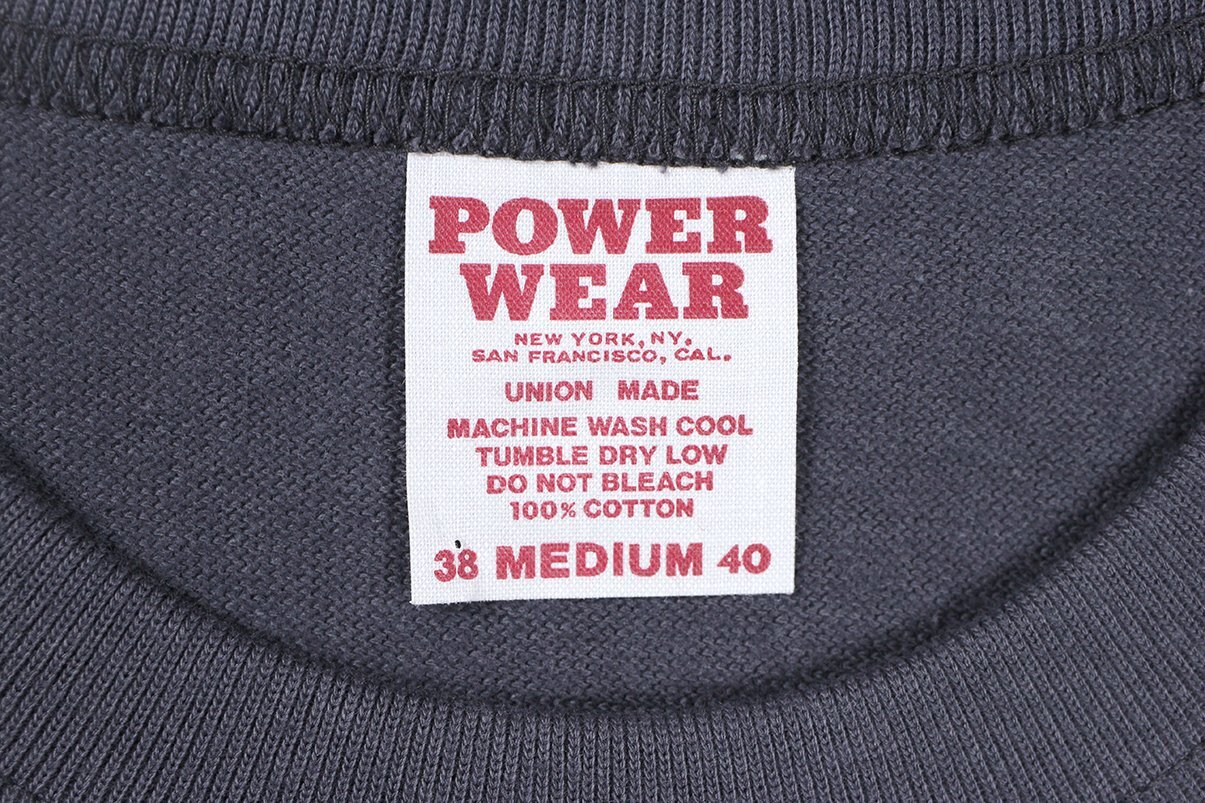 POWER
WEAR
NEW YORK, NY.
SAN FRANCISCO, CAL.
UNION MADE
MACHINE WASH COOL
TUMBLE DRY LOW
DO NOT BLEACH
100% COTTON
38 MEDIUM 40